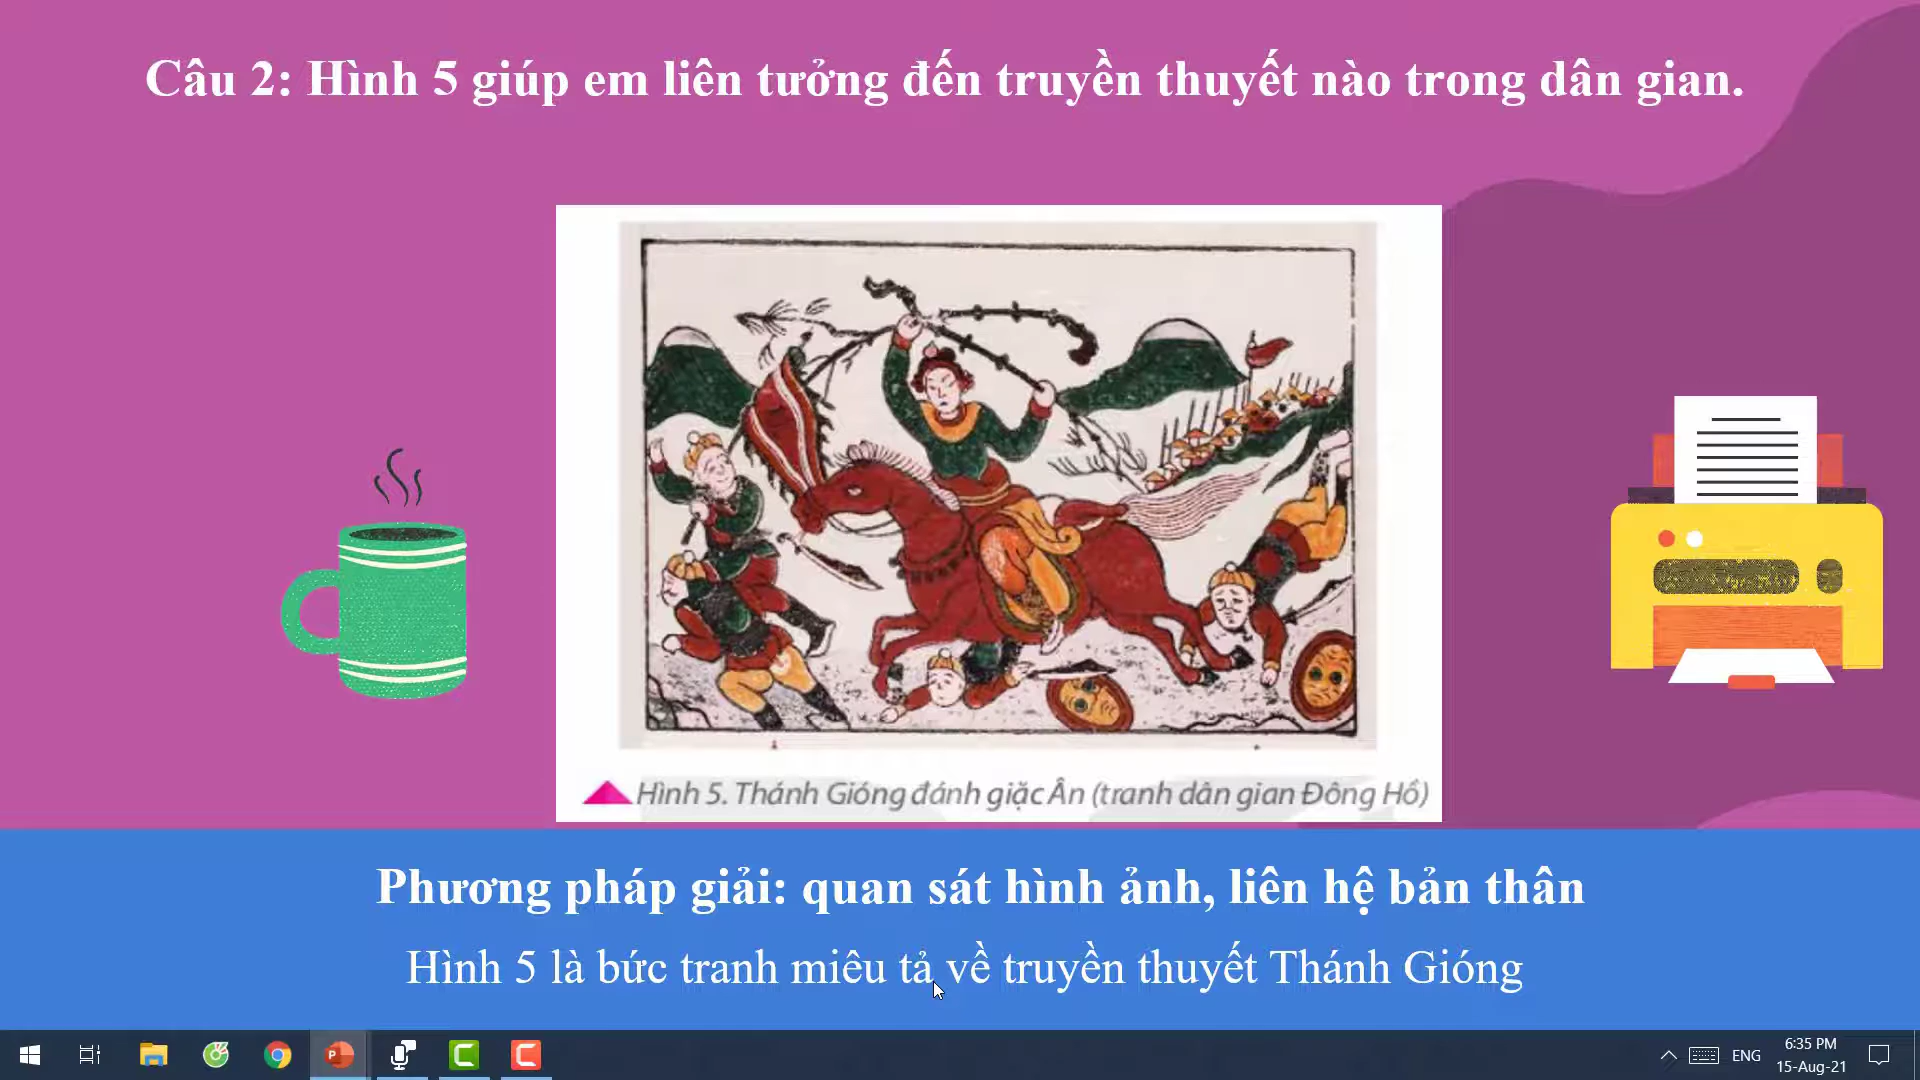 Câu 2: Hình 5 giúp em liên tưởng đến truyền thuyết nào trong dân gian.
Hình 5. Thánh Gióng đánh giặc Ân (tranh dân gian Đông Hồ)
Phương pháp giải: quan sát hình ảnh, liên hệ bản thân
Hình 5 là bức tranh miêu tả về truyền thuyết Thánh Gióng
ENG
6:35 PM
15-Aug-21